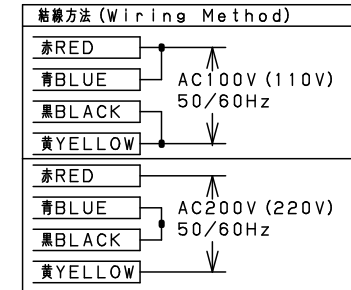 結線方法(Wiring Method)
赤RED
青BLUE
AC100V(110V)
50/60Hz
黒BLACK
黄YELLOW
赤RED
青BLUE
AC200V(220V)
50/60Hz
黒BLACK
黄YELLOW